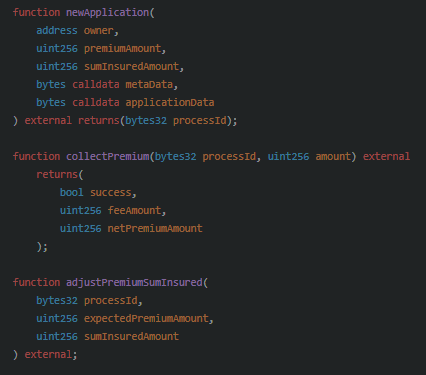 function newApplication(
    address owner,
    uint256 premiumAmount,
    uint256 sumInsuredAmount,
    bytes calldata metaData,
    bytes calldata applicationData
) external returns(bytes32 processId);

function collectPremium(bytes32 processId, uint256 amount) external
    returns(
        bool success,
        uint256 feeAmount,
        uint256 netPremiumAmount
    );

function adjustPremiumSumInsured(
    bytes32 processId,
    uint256 expectedPremiumAmount,
    uint256 sumInsuredAmount
) external;